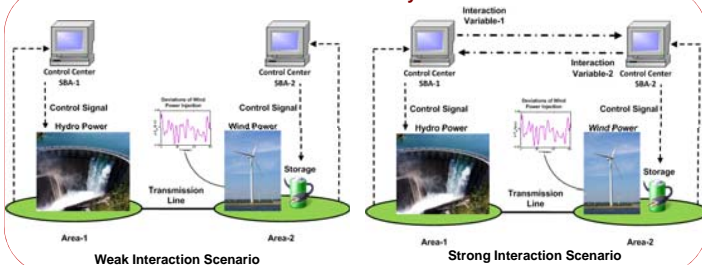 Control Center
SBA-1
Control Center
SBA-2
Control Signal
Hydro Power
Deviations of Wind
Power Injection
Control Signal
Wind Power
Storage
Transmission
Line
Area-1
Area-2
Weak Interaction Scenario
Interaction
Variable-1
Interaction
Variable-2
Control Center
SBA-1
Control Center
SBA-2
Control Signal
Hydro Power
Deviations of Wind
Power Injection
Control Signal
Wind Power
Storage
Transmission
Line
Area-1
Area-2
Strong Interaction Scenario